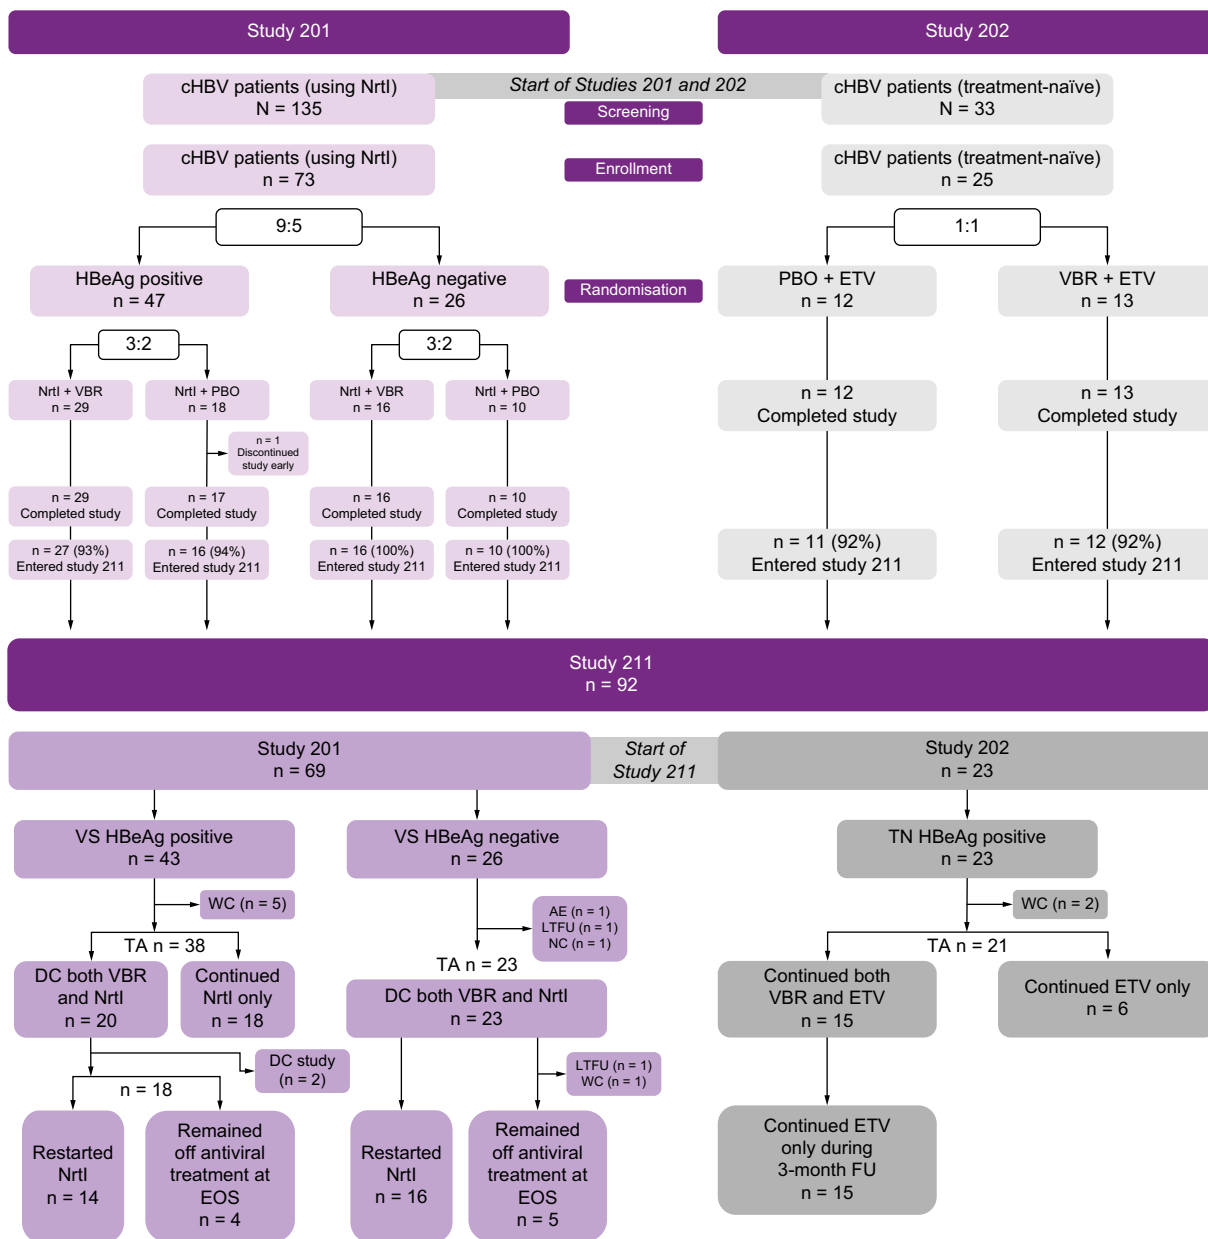 Study 201
Study 202
Start of Studies 201 and 202
cHBV patients (using NrtI)
N = 135
Screening
cHBV patients (treatment-naïve)
N = 33
cHBV patients (using NrtI)
n = 73
Enrollment
cHBV patients (treatment-naïve)
n = 25
9:5
1:1
HBeAg positive
n = 47
HBeAg negative
n = 26
Randomisation
PBO + ETV
n = 12
VBR + ETV
n = 13
3:2
3:2
NrtI + VBR
n = 29
NrtI + PBO
n = 18
NrtI + VBR
n = 16
NrtI + PBO
n = 10
n = 12
Completed study
n = 13
Completed study
n = 1
Discontinued
study early
n = 29
Completed study
n = 17
Completed study
n = 16
Completed study
n = 10
Completed study
n = 27 (93%)
Entered study 211
n = 16 (94%)
Entered study 211
n = 16 (100%)
Entered study 211
n = 10 (100%)
Entered study 211
n = 11 (92%)
Entered study 211
n = 12 (92%)
Entered study 211
Study 211
n = 92
Study 201
n = 69
Start of
Study 211
Study 202
n = 23
VS HBeAg positive
n = 43
VS HBeAg negative
n = 26
TN HBeAg positive
n = 23
WC (n = 5)
AE (n = 1)
LTFU (n = 1)
NC (n = 1)
WC (n = 2)
TA n = 38
TA n = 23
TA n = 21
DC both VBR
and NrtI
n = 20
Continued
NrtI only
n = 18
DC both VBR and NrtI
n = 23
Continued both
VBR and ETV
n = 15
Continued ETV only
n = 6
DC study
(n = 2)
n = 18
LTFU (n = 1)
WC (n = 1)
Restarted
NrtI
n = 14
Remained
off antiviral
treatment at
EOS
n = 4
Restarted
NrtI
n = 16
Remained
off antiviral
treatment at
EOS
n = 5
Continued ETV
only during
3-month FU
n = 15